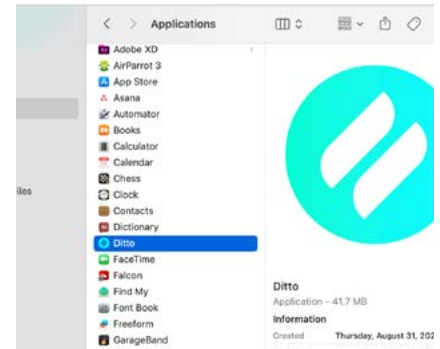 Applications
Adobe XD
AirParrot 3
App Store
Asana
Automator
Books
Calculator
Calendar
Chess
Clock
Contacts
Dictionary
Ditto
FaceTime
Falcon
Find My
Font Book
Freeform
GarageBand
iles
Ditto
Application - 41.7 MB
Information
Created Thursday, August 31, 202